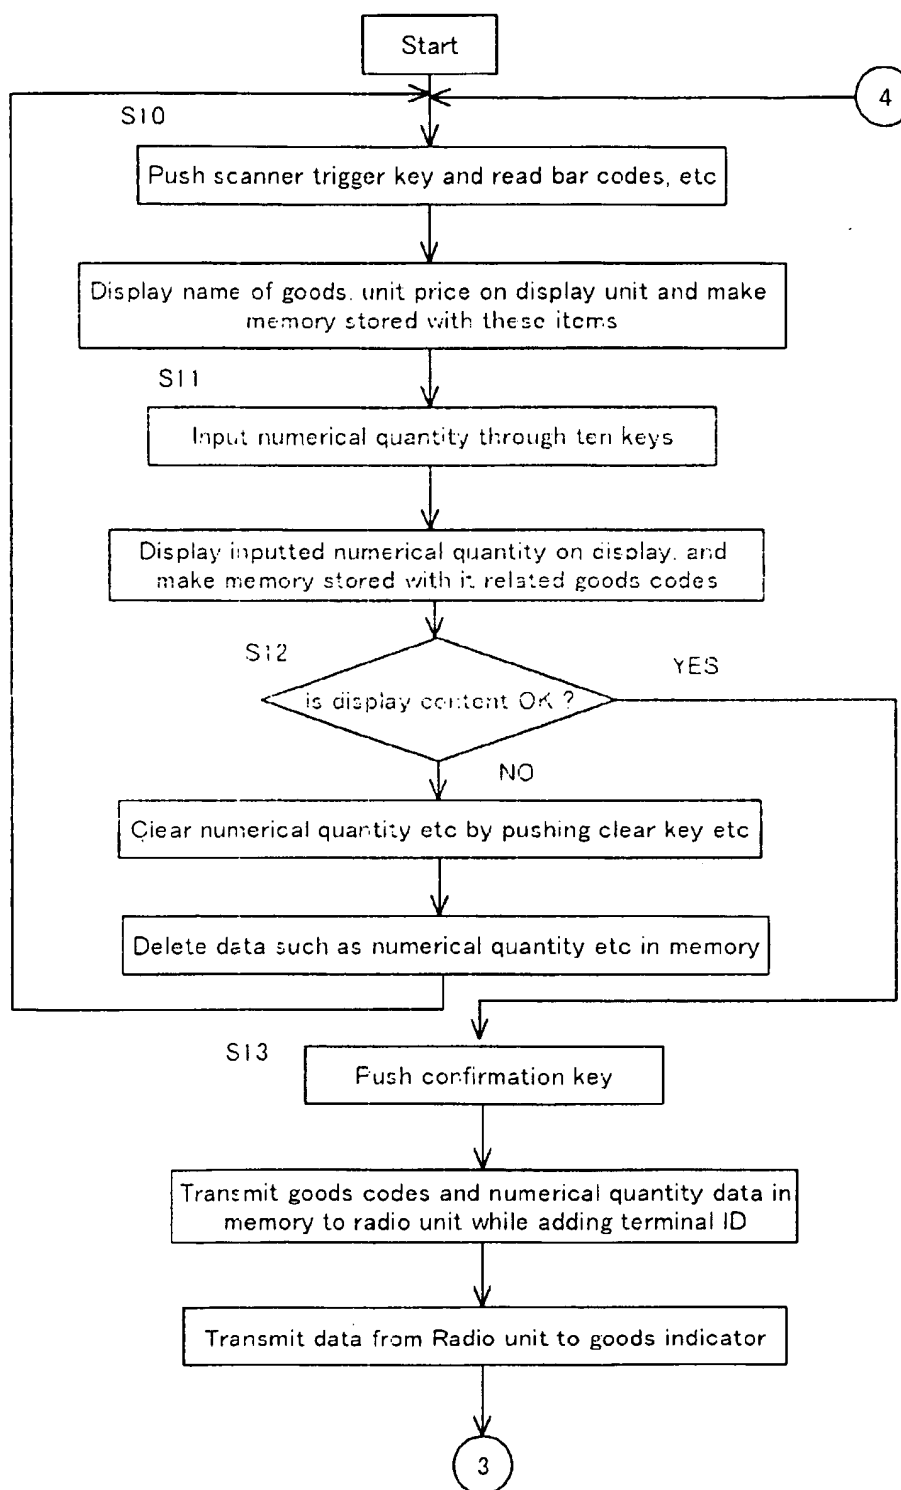 Start
4
S10
Push scanner trigger key and read bar codes, etc
Display name of goods, unit price on display unit and make
memory stored with these items
S11
Input numerical quantity through ten keys
Display inputted numerical quantity on display, and
make memory stored with it related goods codes
S12
YES
is display content OK ?
NO
Clear numerical quantity etc by pushing clear key etc
Delete data such as numerical quantity etc in memory
S13
Push confirmation key
Transmit goods codes and numerical quantity data in
memory to radio unit while adding terminal ID
Transmit data from Radio unit to goods indicator
3